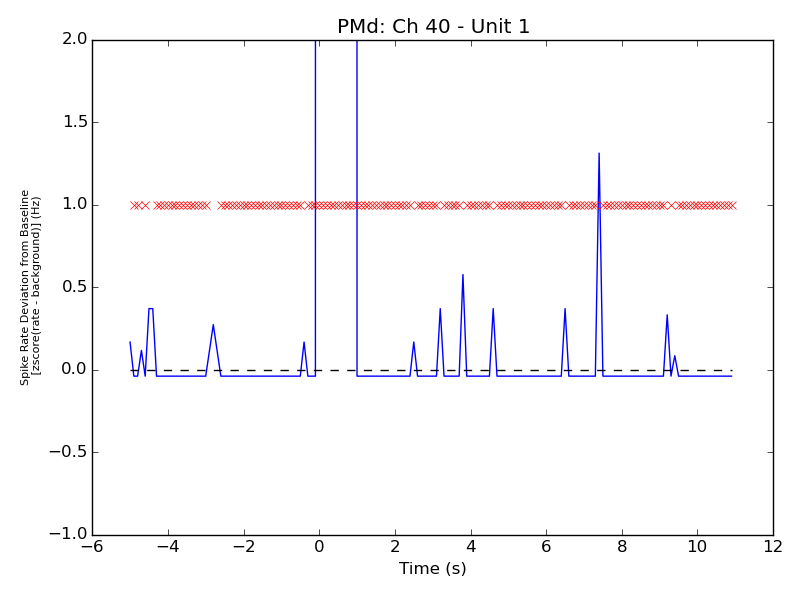 PMd: Ch 40 - Unit 1
2.0
1.5
1.0
0.5
0.0
−0.5
−1.0
Spike Rate Deviation from Baseline
[zscore(rate - background)] (Hz)
−6 −4 −2 0 2 4 6 8 10 12
Time (s)